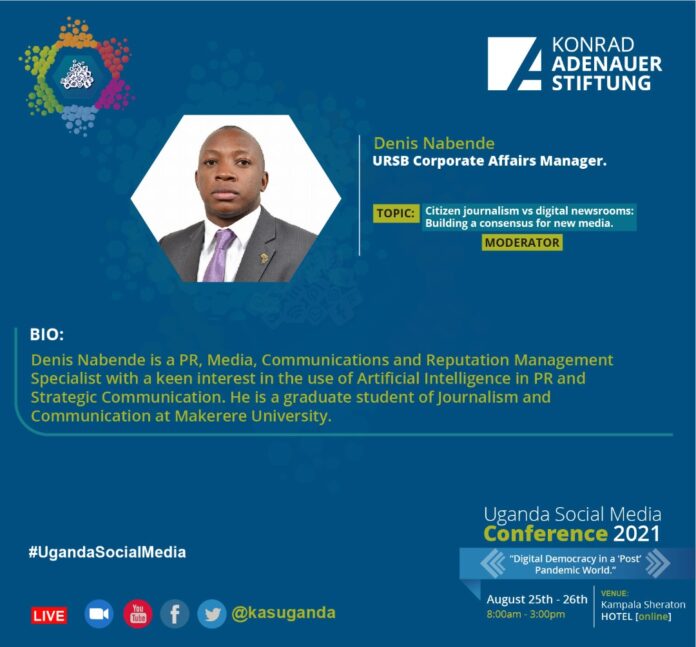 KONRAD
ADENAUER
STIFTUNG
Denis Nabende
URSB Corporate Affairs Manager.
TOPIC: Citizen journalism vs digital newsrooms:
Building a consensus for new media.
MODERATOR
BIO:
Denis Nabende is a PR, Media, Communications and Reputation Management
Specialist with a keen interest in the use of Artificial Intelligence in PR and
Strategic Communication. He is a graduate student of Journalism and
Communication at Makerere University.
Uganda Social Media
Conference 2021
"Digital Democracy in a 'Post'
Pandemic World."
August 25th - 26th
8:00am - 3:00pm
VENUE:
Kampala Sheraton
HOTEL [online]
#UgandaSocialMedia
LIVE
You
Tube
@kasuganda